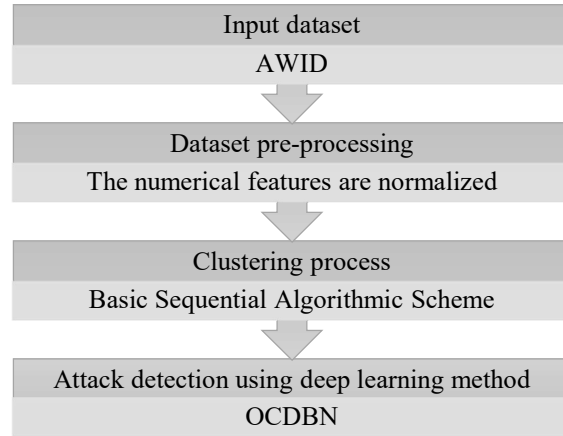 Input dataset
AWID
Dataset pre-processing
The numerical features are normalized
Clustering process
Basic Sequential Algorithmic Scheme
Attack detection using deep learning method
OCDBN